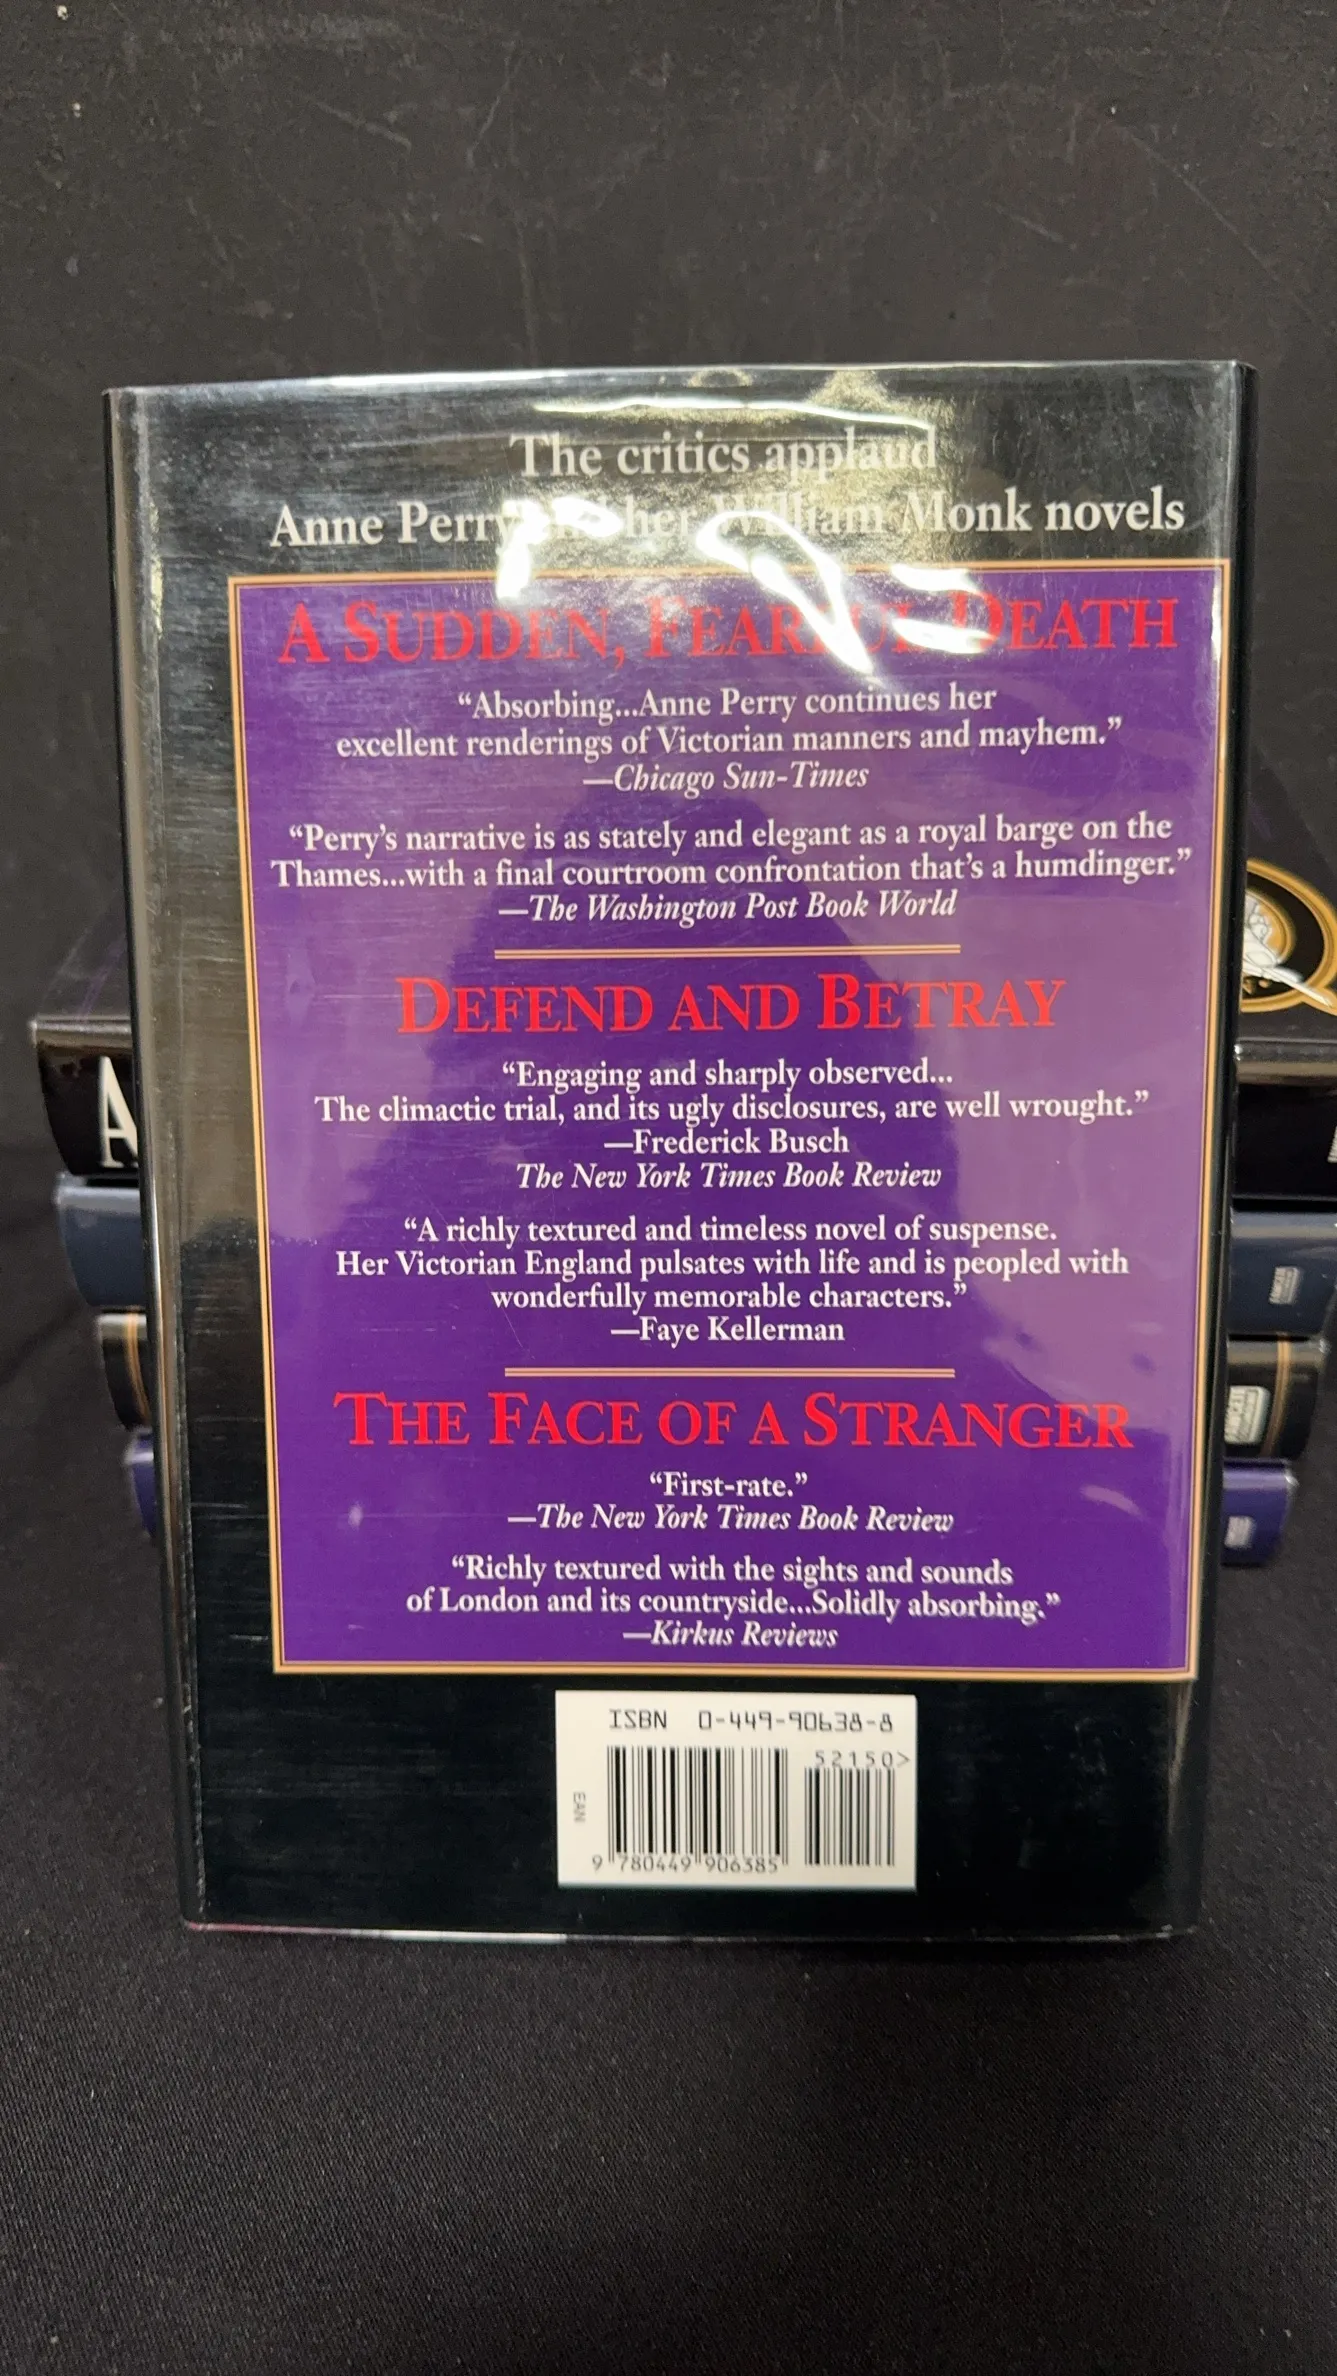 The critics applaud
Anne Perry and her William Monk novels
A SUDDEN, FEARFUL DEATH
“Absorbing...Anne Perry continues her
excellent renderings of Victorian manners and mayhem.”
—Chicago Sun-Times
“Perry’s narrative is as stately and elegant as a royal barge on the
Thames...with a final courtroom confrontation that’s a humdinger.”
—The Washington Post Book World
DEFEND AND BETRAY
“Engaging and sharply observed...
The climactic trial, and its ugly disclosures, are well wrought.”
—Frederick Busch
The New York Times Book Review
“A richly textured and timeless novel of suspense.
Her Victorian England pulsates with life and is peopled with
wonderfully memorable characters.”
—Faye Kellerman
THE FACE OF A STRANGER
“First-rate.”
—The New York Times Book Review
“Richly textured with the sights and sounds
of London and its countryside...Solidly absorbing.”
—Kirkus Reviews
ISBN 0-449-90638-8
52150>
EAN
9 780449 906385
A